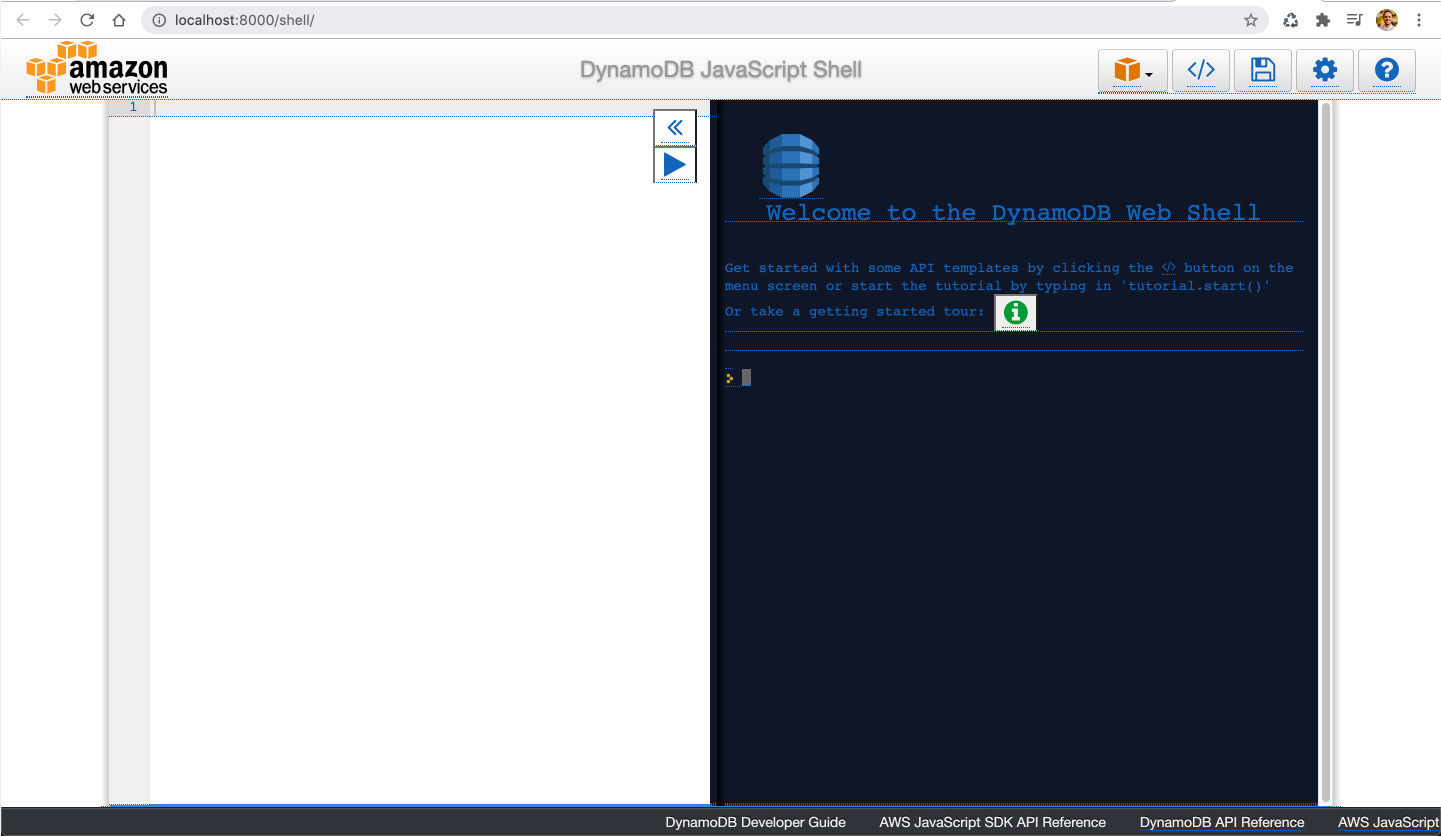 localhost:8000/shell/
amazon
web services
DynamoDB JavaScript Shell
</>
1
Welcome to the DynamoDB Web Shell
Get started with some API templates by clicking the </> button on the
menu screen or start the tutorial by typing in 'tutorial.start()'
Or take a getting started tour:
>
DynamoDB Developer Guide
AWS JavaScript SDK API Reference
DynamoDB API Reference
AWS JavaScript